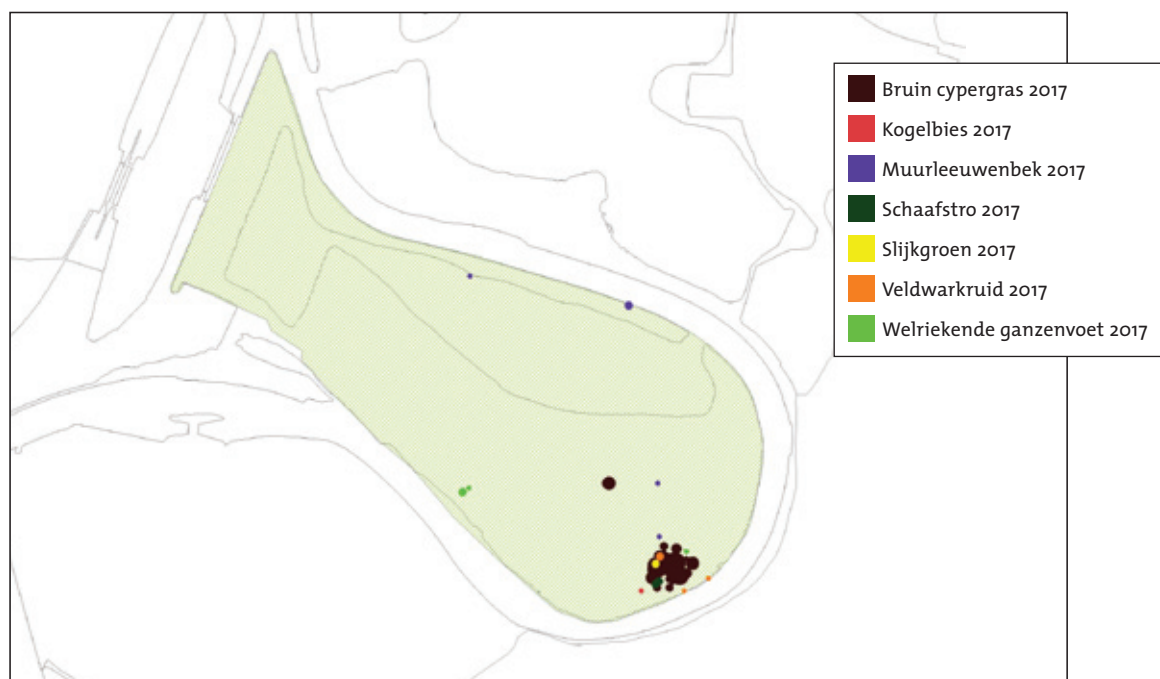 Bruin cypergras 2017
Kogelbies 2017
Muurleeuwenbek 2017
Schaafstro 2017
Slijkgroen 2017
Veldwarkruid 2017
Welriekende ganzenvoet 2017